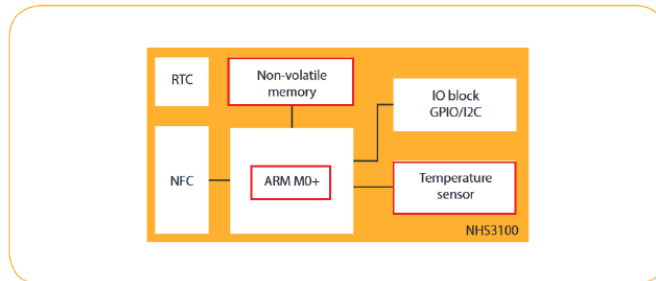 RTC
Non-volatile
memory
IO block
GPIO/I2C
NFC
ARM M0+
Temperature
sensor
NHS3100